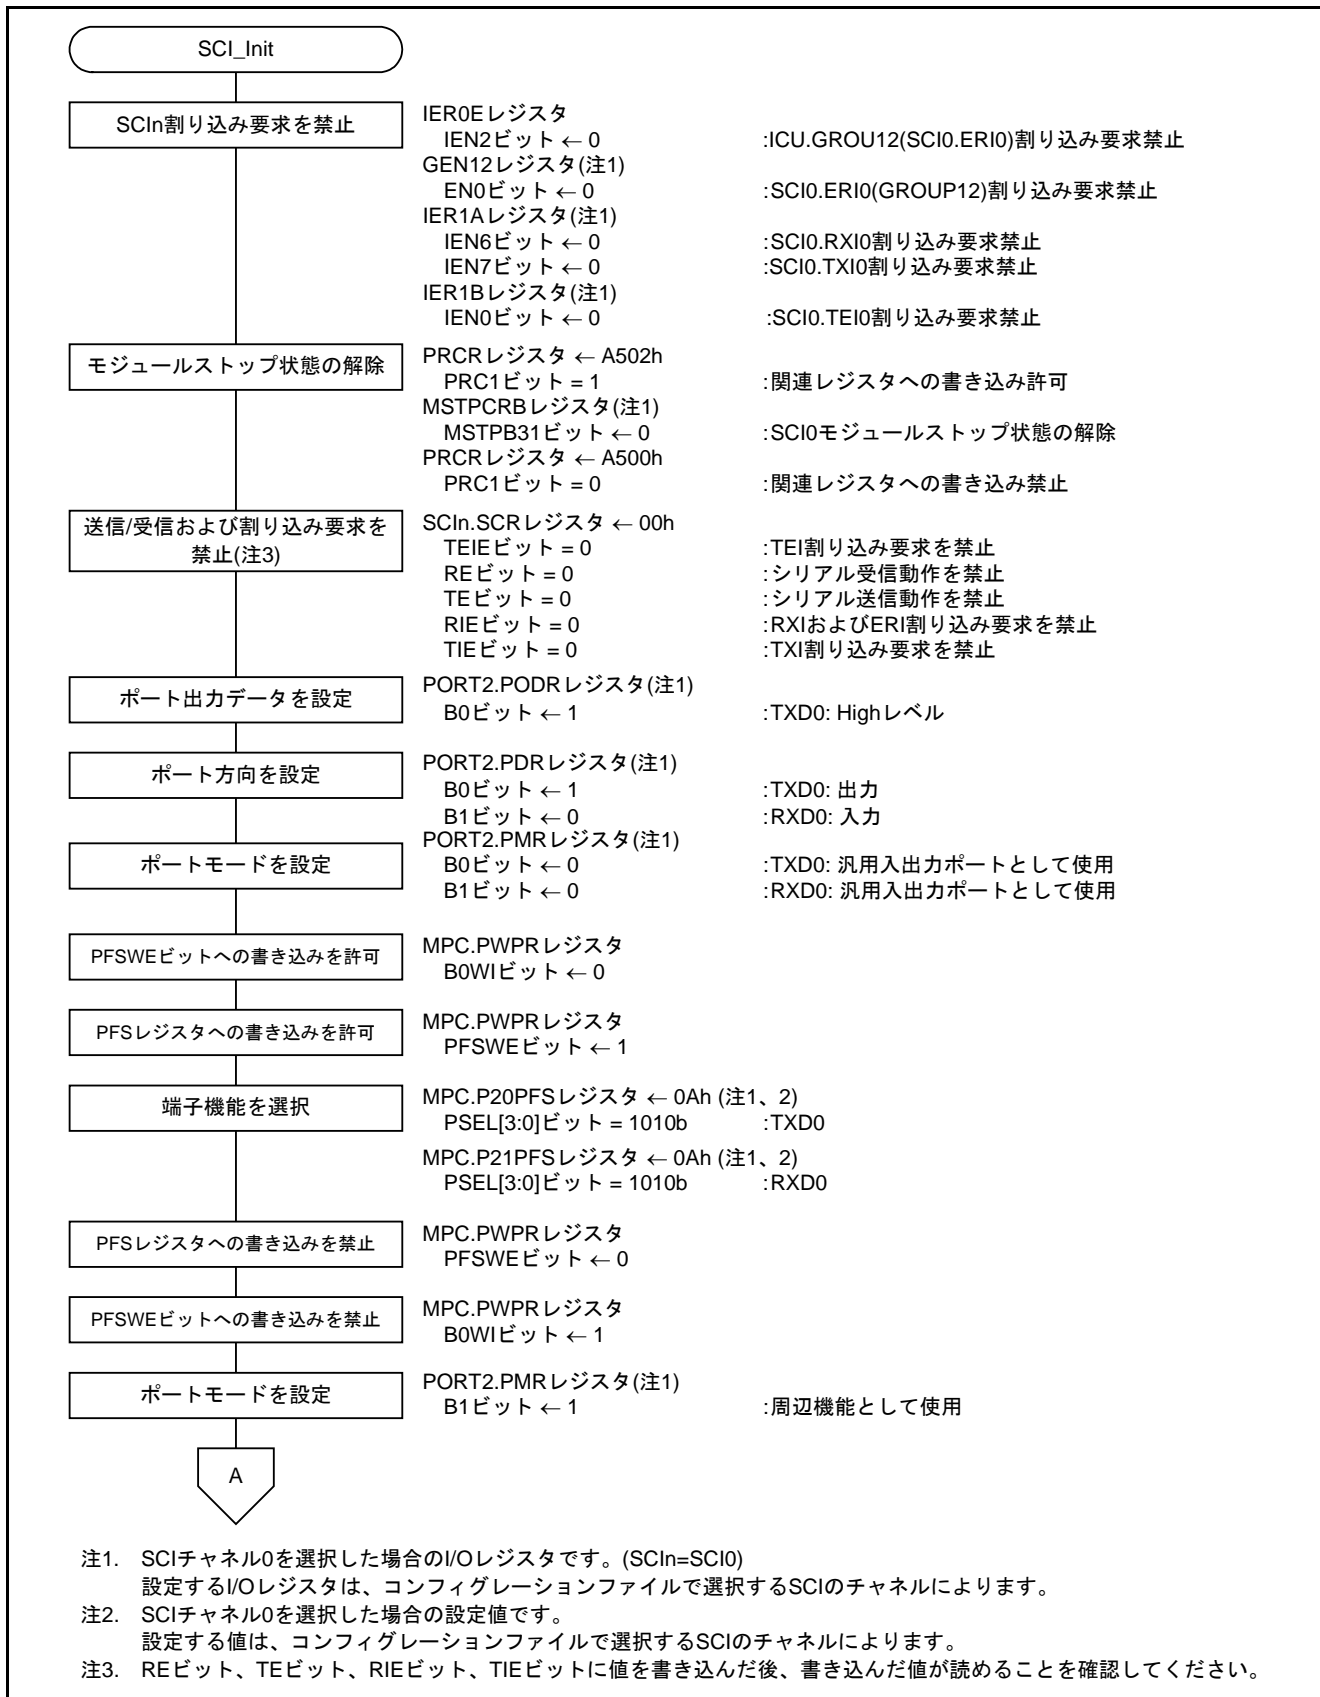 SCI_Init
SCIn割り込み要求を禁止
IER0Eレジスタ
IEN2ビット ← 0 :ICU.GROU12(SCI0.ERI0)割り込み要求禁止
GEN12レジスタ(注1)
EN0ビット ← 0 :SCI0.ERI0(GROUP12)割り込み要求禁止
IER1Aレジスタ(注1)
IEN6ビット ← 0 :SCI0.RXI0割り込み要求禁止
IEN7ビット ← 0 :SCI0.TXI0割り込み要求禁止
IER1Bレジスタ(注1)
IEN0ビット ← 0 :SCI0.TEI0割り込み要求禁止
モジュールストップ状態の解除
PRCRレジスタ ← A502h
PRC1ビット = 1 :関連レジスタへの書き込み許可
MSTPCRBレジスタ(注1)
MSTPB31ビット ← 0 :SCI0モジュールストップ状態の解除
PRCRレジスタ ← A500h
PRC1ビット = 0 :関連レジスタへの書き込み禁止
送信/受信および割り込み要求を
禁止(注3)
SCIn.SCRレジスタ ← 00h
TEIEビット = 0 :TEI割り込み要求を禁止
REビット = 0 :シリアル受信動作を禁止
TEビット = 0 :シリアル送信動作を禁止
RIEビット = 0 :RXIおよびERI割り込み要求を禁止
TIEビット = 0 :TXI割り込み要求を禁止
ポート出力データを設定
PORT2.PODRレジスタ(注1)
B0ビット ← 1 :TXD0: Highレベル
ポート方向を設定
PORT2.PDRレジスタ(注1)
B0ビット ← 1 :TXD0: 出力
B1ビット ← 0 :RXD0: 入力
ポートモードを設定
PORT2.PMRレジスタ(注1)
B0ビット ← 0 :TXD0: 汎用入出力ポートとして使用
B1ビット ← 0 :RXD0: 汎用入出力ポートとして使用
PFSWEビットへの書き込みを許可
MPC.PWPRレジスタ
B0WIビット ← 0
PFSレジスタへの書き込みを許可
MPC.PWPRレジスタ
PFSWEビット ← 1
端子機能を選択
MPC.P20PFSレジスタ ← 0Ah (注1、2)
PSEL[3:0]ビット = 1010b :TXD0
MPC.P21PFSレジスタ ← 0Ah (注1、2)
PSEL[3:0]ビット = 1010b :RXD0
PFSレジスタへの書き込みを禁止
MPC.PWPRレジスタ
PFSWEビット ← 0
PFSWEビットへの書き込みを禁止
MPC.PWPRレジスタ
B0WIビット ← 1
ポートモードを設定
PORT2.PMRレジスタ(注1)
B1ビット ← 1 :周辺機能として使用
A
注1. SCIチャネル0を選択した場合のI/Oレジスタです。(SCIn=SCI0)
設定するI/Oレジスタは、コンフィグレーションファイルで選択するSCIのチャネルによります。
注2. SCIチャネル0を選択した場合の設定値です。
設定する値は、コンフィグレーションファイルで選択するSCIのチャネルによります。
注3. REビット、TEビット、RIEビット、TIEビットに値を書き込んだ後、書き込んだ値が読めることを確認してください。